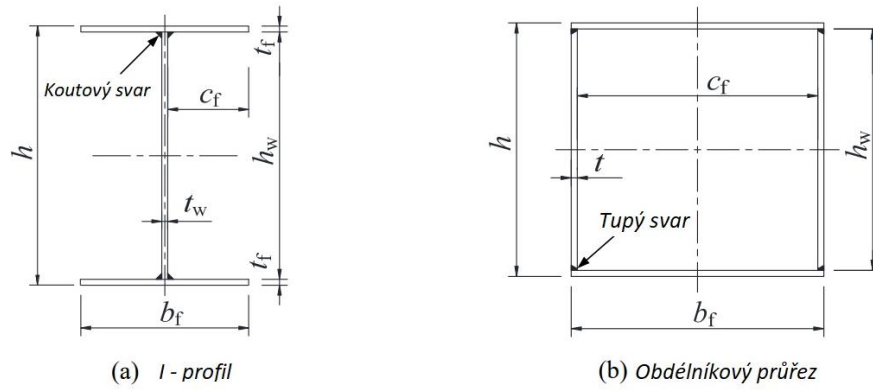 Koutový svar
h
c_f
t_w
h_w
t_f
t_f
b_f
(a) I - profil
h
c_f
t
Tupý svar
h_w
b_f
(b) Obdélníkový průřez